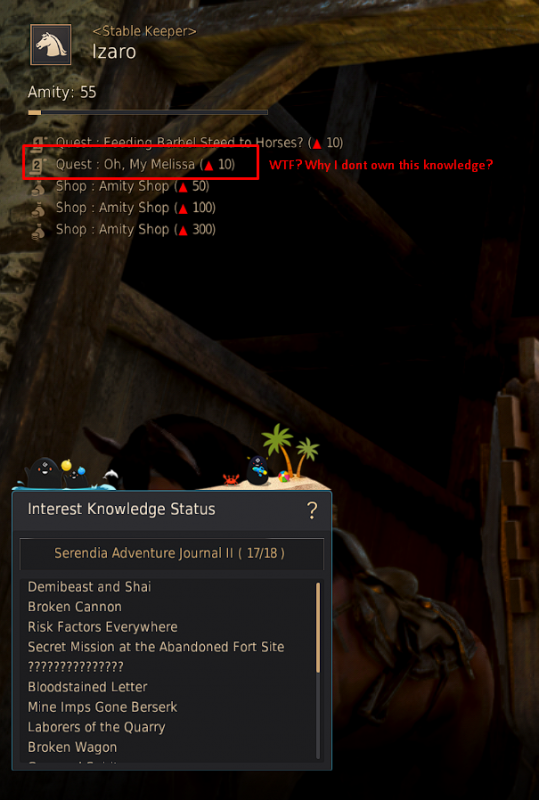 <Stable Keeper>
Izaro
Amity: 55
1 Quest : Feeding Barbel Steed to Horses? (▲ 10)
2 Quest : Oh, My Melissa (▲ 10) WTF? Why I dont own this knowledge?
Shop : Amity Shop (▲ 50)
Shop : Amity Shop (▲ 100)
Shop : Amity Shop (▲ 300)
Interest Knowledge Status ?
Serendia Adventure Journal II ( 17/18 )
Demibeast and Shai
Broken Cannon
Risk Factors Everywhere
Secret Mission at the Abandoned Fort Site
???????????????
Bloodstained Letter
Mine Imps Gone Berserk
Laborers of the Quarry
Broken Wagon